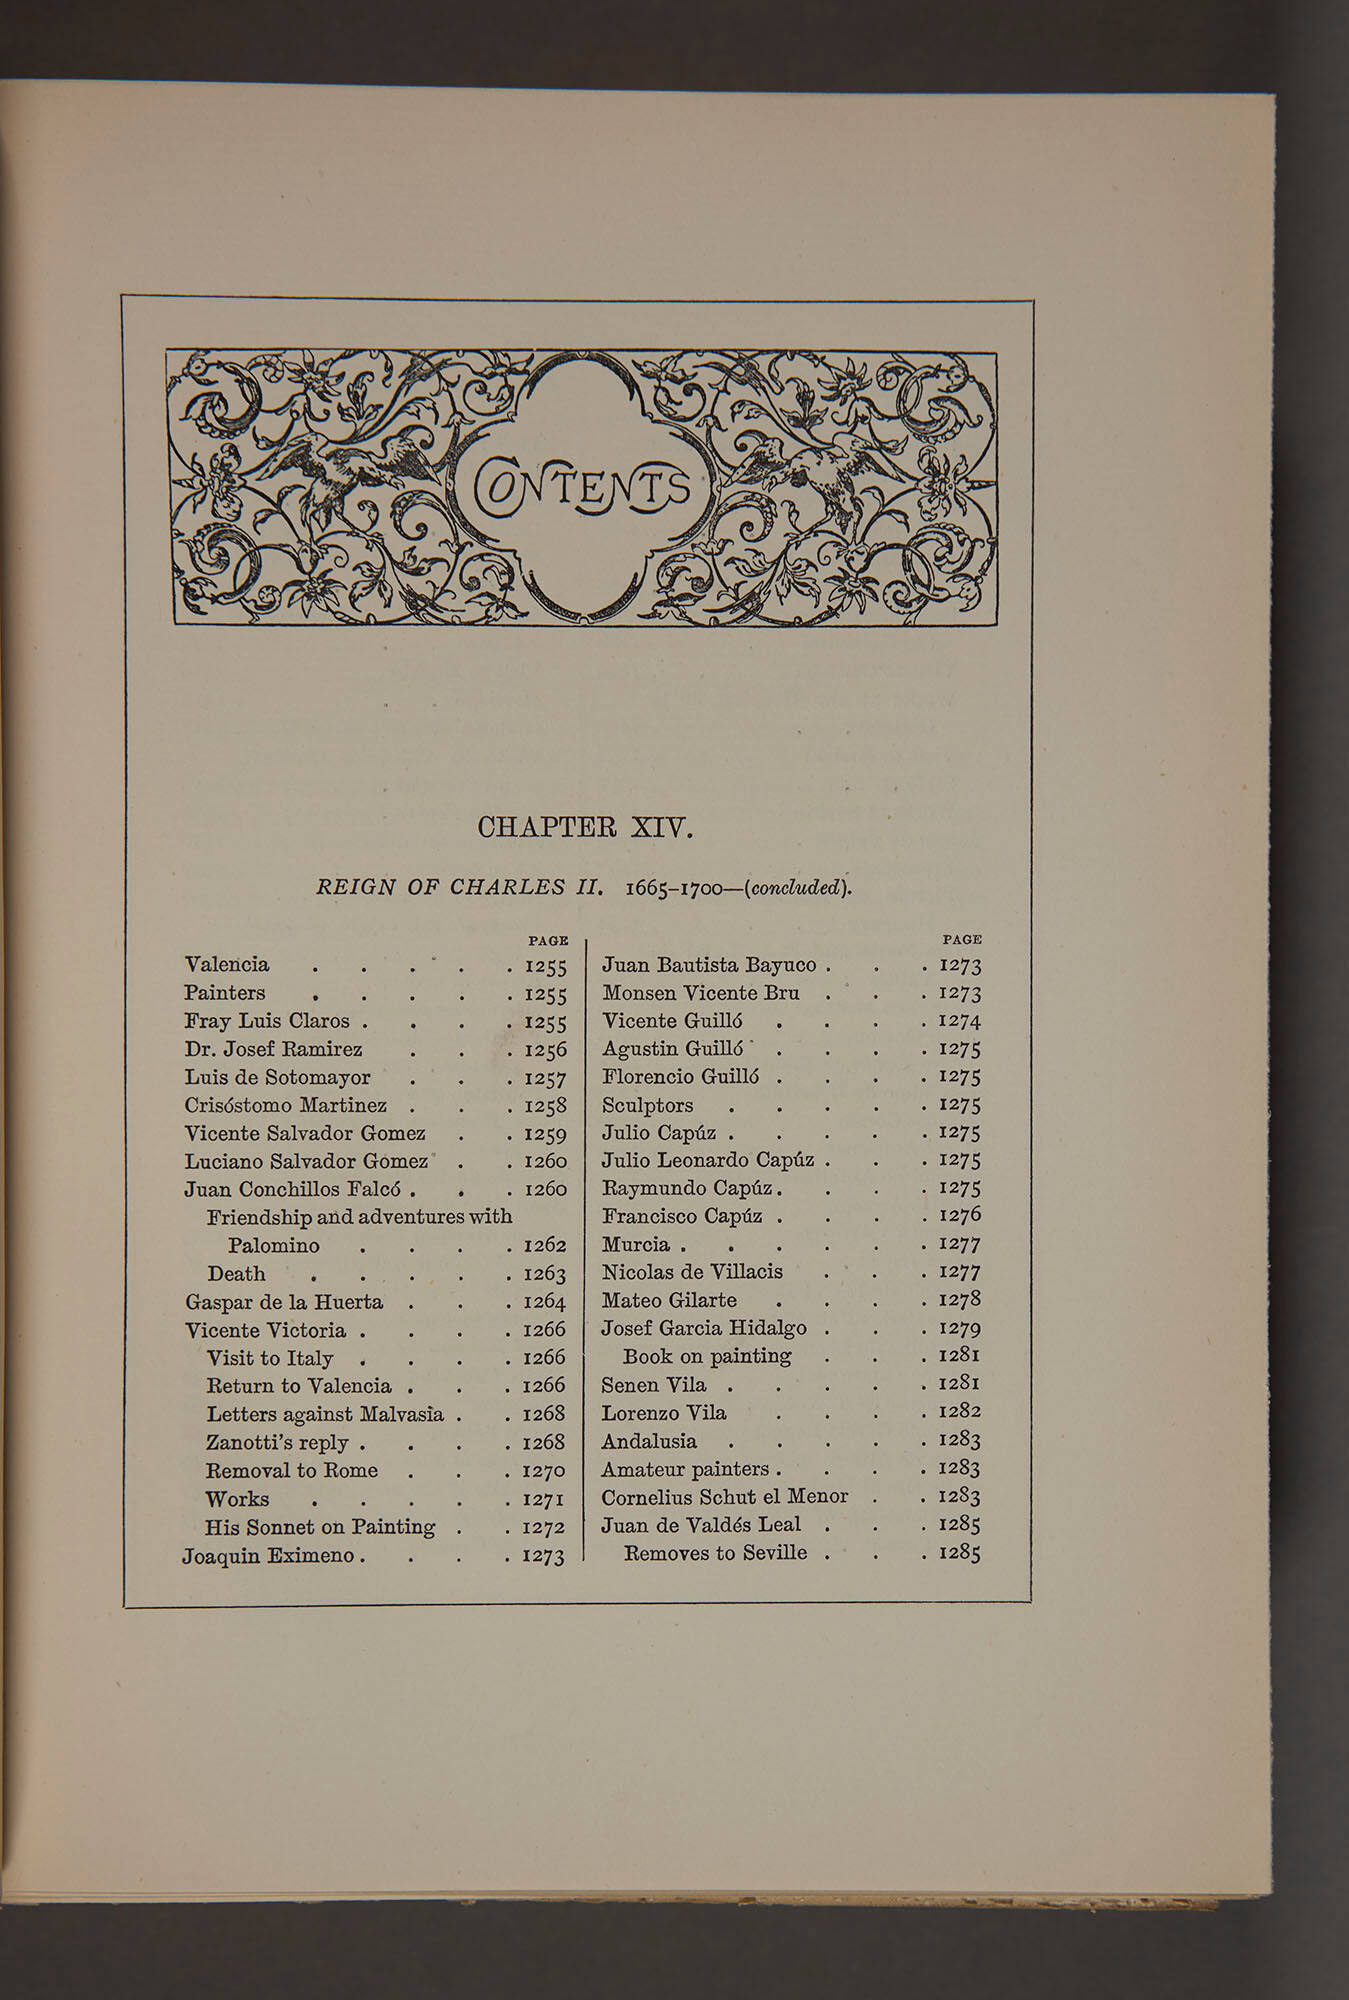 CONTENTS
CHAPTER XIV.
REIGN OF CHARLES II. 1665-1700—(concluded).
PAGE
Valencia . . . . . 1255
Painters . . . . . 1255
Fray Luis Claros . . . . 1255
Dr. Josef Ramirez . . . 1256
Luis de Sotomayor . . . 1257
Crisóstomo Martinez . . . 1258
Vicente Salvador Gomez . . 1259
Luciano Salvador Gomez . . 1260
Juan Conchillos Falcó . . . 1260
Friendship and adventures with
Palomino . . . . 1262
Death . . . . . 1263
Gaspar de la Huerta . . . 1264
Vicente Victoria . . . . 1266
Visit to Italy . . . . 1266
Return to Valencia . . . 1266
Letters against Malvasia . . 1268
Zanotti's reply . . . . 1268
Removal to Rome . . . 1270
Works . . . . . 1271
His Sonnet on Painting . . 1272
Joaquin Eximeno . . . . 1273
PAGE
Juan Bautista Bayuco . . . 1273
Monsen Vicente Bru . . . 1273
Vicente Guilló . . . . 1274
Agustin Guilló . . . . 1275
Florencio Guilló . . . . 1275
Sculptors . . . . . 1275
Julio Capúz . . . . . 1275
Julio Leonardo Capúz . . . 1275
Raymundo Capúz . . . . 1275
Francisco Capúz . . . . 1276
Murcia . . . . . . 1277
Nicolas de Villacis . . . 1277
Mateo Gilarte . . . . 1278
Josef Garcia Hidalgo . . . 1279
Book on painting . . . 1281
Senen Vila . . . . . 1281
Lorenzo Vila . . . . 1282
Andalusia . . . . . 1283
Amateur painters . . . . 1283
Cornelius Schut el Menor . . 1283
Juan de Valdés Leal . . . 1285
Removes to Seville . . . 1285